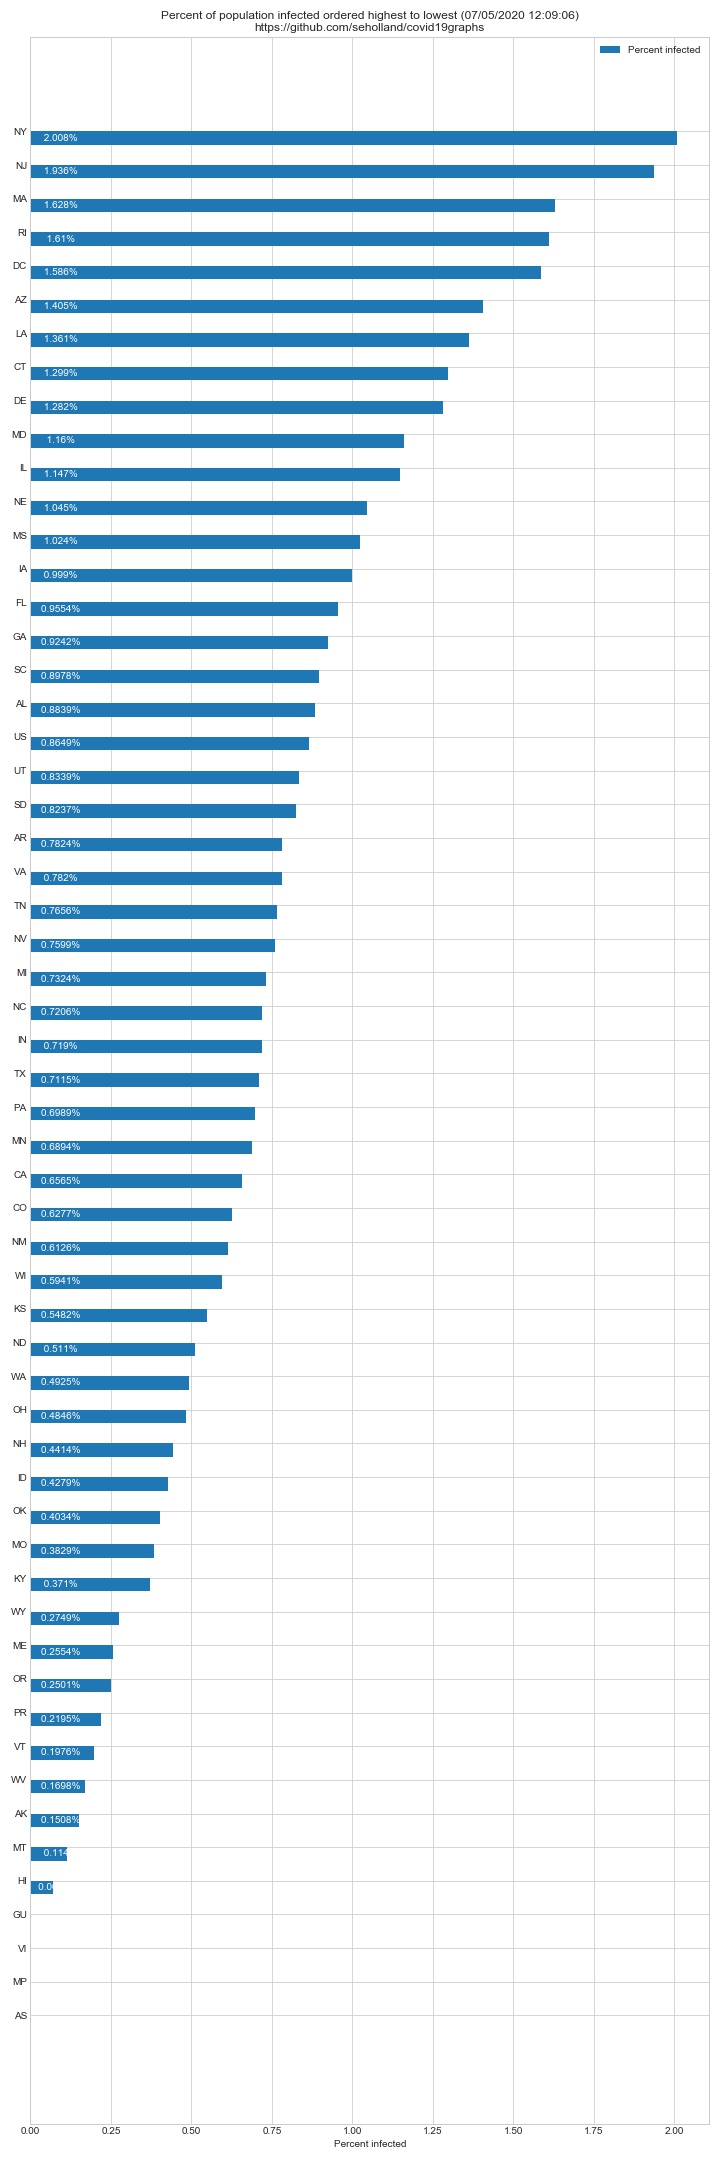 Percent of population infected ordered highest to lowest (07/05/2020 12:09:06)
https://github.com/seholland/covid19graphs
Percent infected
NY 2.008%
NJ 1.936%
MA 1.628%
RI 1.61%
DC 1.586%
AZ 1.405%
LA 1.361%
CT 1.299%
DE 1.282%
MD 1.16%
IL 1.147%
NE 1.045%
MS 1.024%
IA 0.999%
FL 0.9554%
GA 0.9242%
SC 0.8978%
AL 0.8839%
US 0.8649%
UT 0.8339%
SD 0.8237%
AR 0.7824%
VA 0.782%
TN 0.7656%
NV 0.7599%
MI 0.7324%
NC 0.7206%
IN 0.719%
TX 0.7115%
PA 0.6989%
MN 0.6894%
CA 0.6565%
CO 0.6277%
NM 0.6126%
WI 0.5941%
KS 0.5482%
ND 0.511%
WA 0.4925%
OH 0.4846%
NH 0.4414%
ID 0.4279%
OK 0.4034%
MO 0.3829%
KY 0.371%
WY 0.2749%
ME 0.2554%
OR 0.2501%
PR 0.2195%
VT 0.1976%
WV 0.1698%
AK 0.1508%
MT 0.114
HI
GU
VI
MP
AS
0.00 0.25 0.50 0.75 1.00 1.25 1.50 1.75 2.00
Percent infected